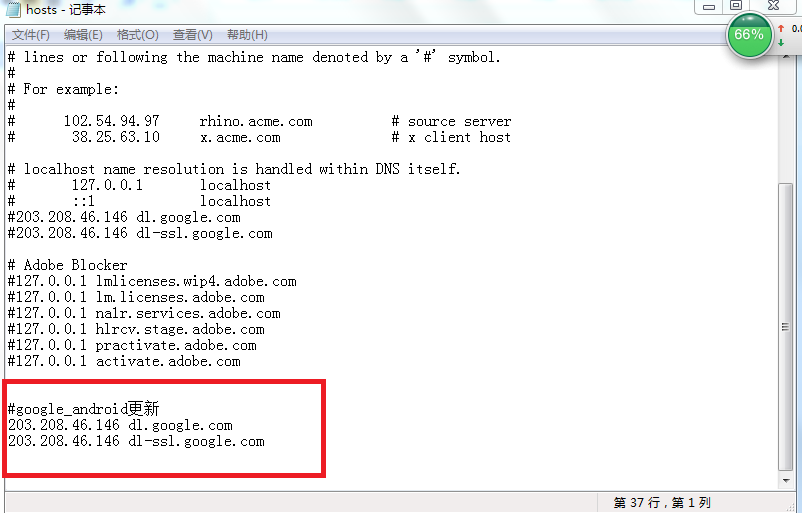 hosts - 记事本
文件(F) 编辑(E) 格式(O) 查看(V) 帮助(H)
66%
# lines or following the machine name denoted by a '#' symbol.
#
# For example:
#
# 102.54.94.97 rhino.acme.com # source server
# 38.25.63.10 x.acme.com # x client host
# localhost name resolution is handled within DNS itself.
# 127.0.0.1 localhost
# ::1 localhost
#203.208.46.146 dl.google.com
#203.208.46.146 dl-ssl.google.com
# Adobe Blocker
#127.0.0.1 lmlicenses.wip4.adobe.com
#127.0.0.1 lm.licenses.adobe.com
#127.0.0.1 nalr.services.adobe.com
#127.0.0.1 hlrcv.stage.adobe.com
#127.0.0.1 practivate.adobe.com
#127.0.0.1 activate.adobe.com
#google_android更新
203.208.46.146 dl.google.com
203.208.46.146 dl-ssl.google.com
第 37 行，第 1 列